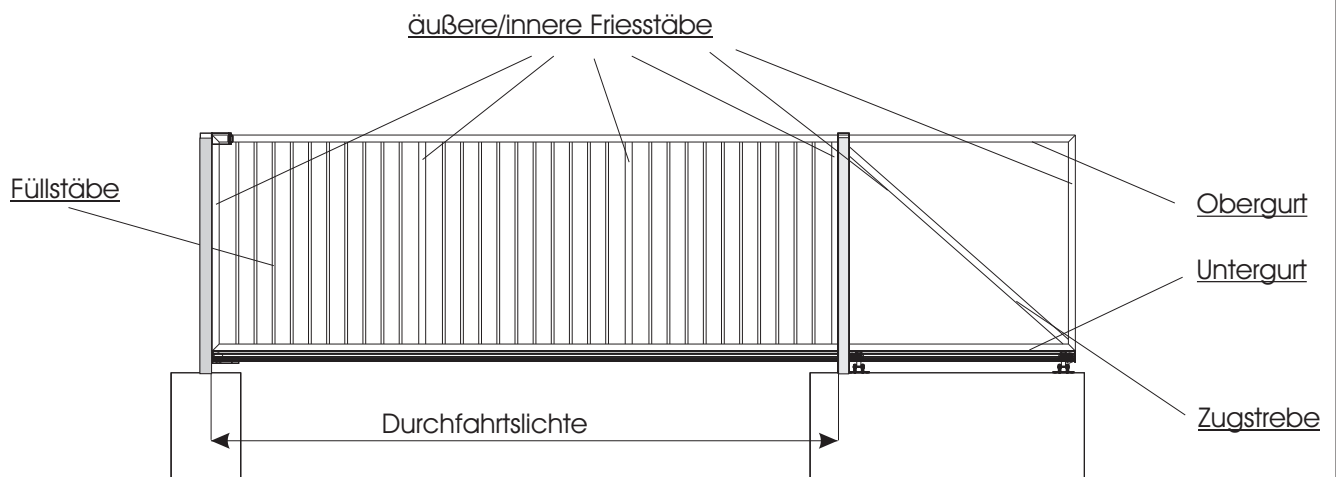 äußere/innere Friesstäbe
Füllstäbe
Obergurt
Untergurt
Durchfahrtslichte
Zugstrebe